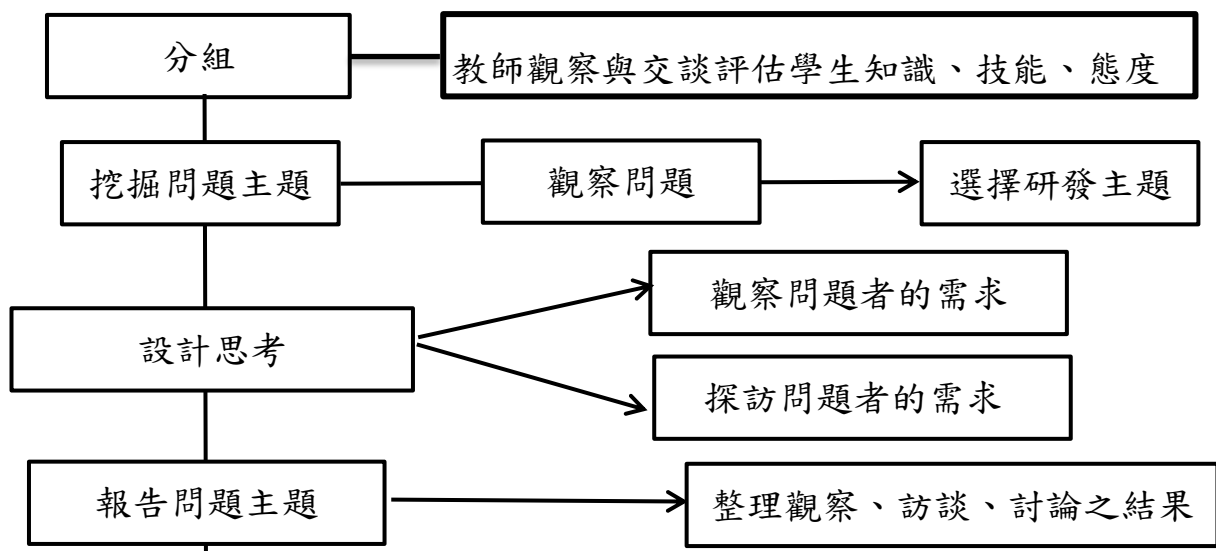 分組
教師觀察與交談評估學生知識、技能、態度
挖掘問題主題
觀察問題
選擇研發主題
觀察問題者的需求
設計思考
探訪問題者的需求
報告問題主題
整理觀察、訪談、討論之結果